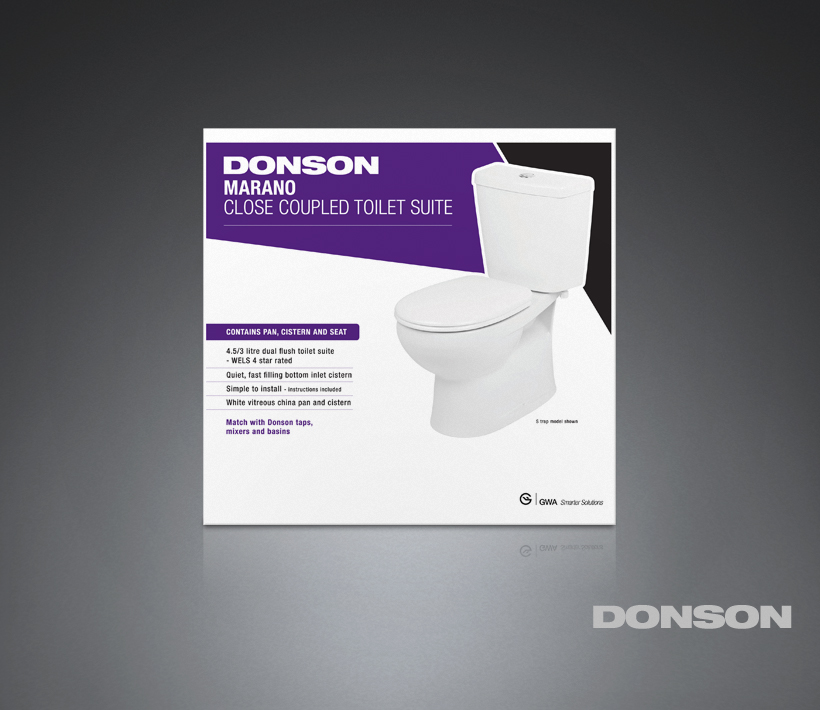 DONSON
MARANO
CLOSE COUPLED TOILET SUITE
CONTAINS PAN, CISTERN AND SEAT
4.5/3 litre dual flush toilet suite
- WELS 4 star rated
Quiet, fast filling bottom inlet cistern
Simple to install - instructions included
White vitreous china pan and cistern
Match with Donson taps,
mixers and basins
S trap model shown
GWA Smarter Solutions
DONSON